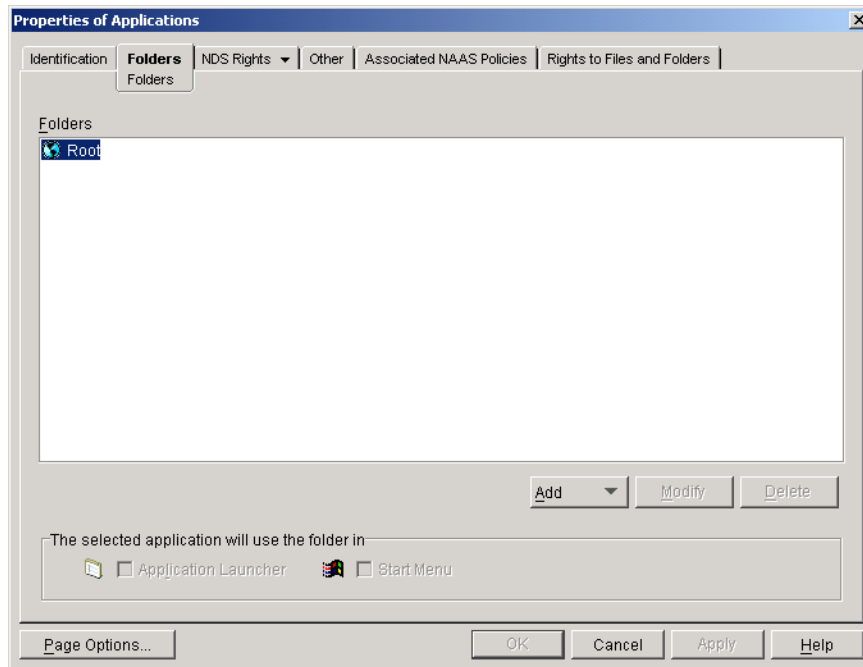 Properties of Applications
Identification Folders NDS Rights Other Associated NAAS Policies Rights to Files and Folders
Folders
Folders
Root
Add Modify Delete
The selected application will use the folder in
Application Launcher Start Menu
Page Options... OK Cancel Apply Help